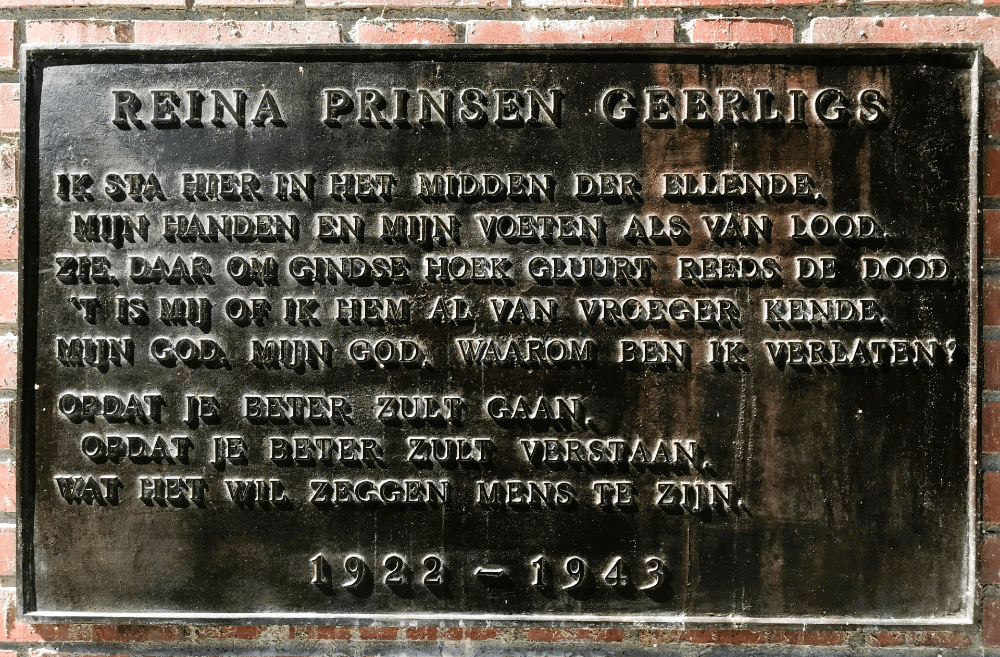 REINA PRINSEN GEERLIGS
IK STA HIER IN HET MIDDEN DER ELLENDE,
MIJN HANDEN EN MIJN VOETEN ALS VAN LOOD.
ZIE, DAAR OM GINDSE HOEK GLUURT REEDS DE DOOD.
'T IS MIJ OF IK HEM AL VAN VROEGER KENDE.
MIJN GOD, MIJN GOD, WAAROM BEN IK VERLATEN?
OPDAT JE BETER ZULT GAAN,
OPDAT JE BETER ZULT VERSTAAN,
WAT HET WIL ZEGGEN MENS TE ZIJN.
1922 - 1943